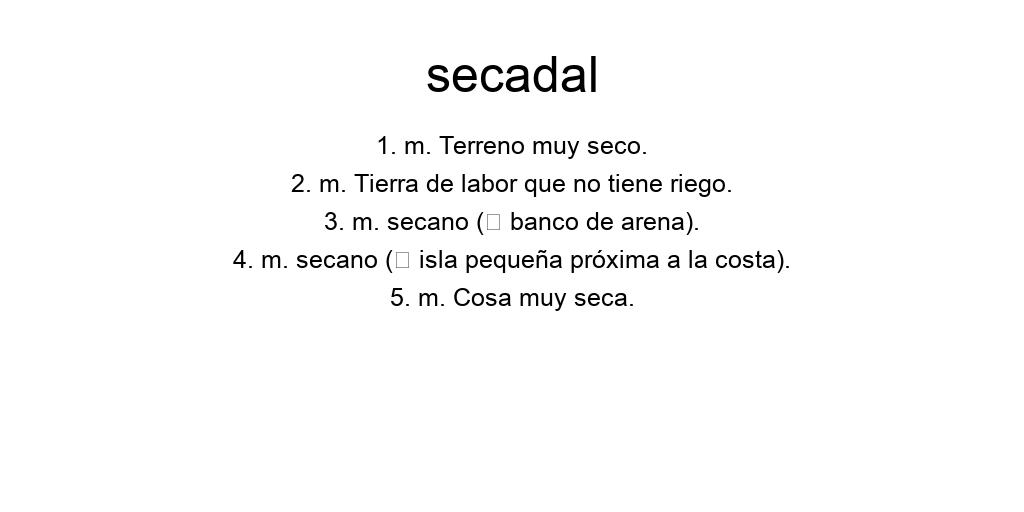 secadal
1. m. Terreno muy seco.
2. m. Tierra de labor que no tiene riego.
3. m. secano (□ banco de arena).
4. m. secano (□ isla pequeña próxima a la costa).
5. m. Cosa muy seca.